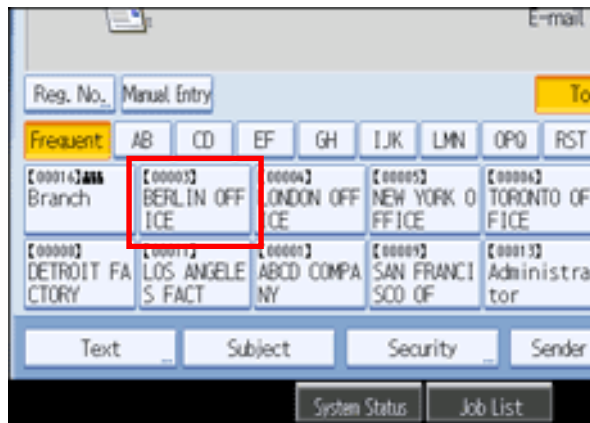 E-mail
Reg. No.
Manual Entry
To
Frequent
AB
CD
EF
GH
IJK
LMN
OPQ
RST
【00016】
Branch
【00003】
BERLIN OFF
ICE
【00004】
LONDON OFF
ICE
【00005】
NEW YORK O
FFICE
【00006】
TORONTO OF
FICE
【00008】
DETROIT FA
CTORY
【00011】
LOS ANGELE
S FACT
【00001】
ABCD COMPA
NY
【00009】
SAN FRANCI
SCO OF
【00013】
Administra
tor
Text
Subject
Security
Sender
System Status
Job List